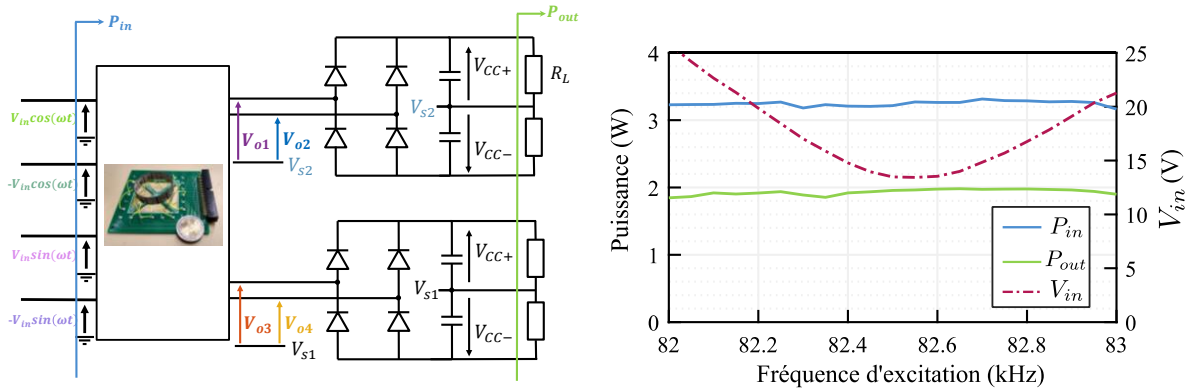 P_in
P_out
V_in cos(ωt)
-V_in cos(ωt)
V_in sin(ωt)
-V_in sin(ωt)
V_o1
V_o2
V_s2
V_s2
V_CC+
V_CC−
R_L
V_o3
V_o4
V_s1
V_s1
V_CC+
V_CC−
Puissance (W)
4
3
2
1
0
25
20
15
10
5
0
V_in (V)
P_in
P_out
V_in
82 82.2 82.4 82.6 82.8 83
Fréquence d'excitation (kHz)